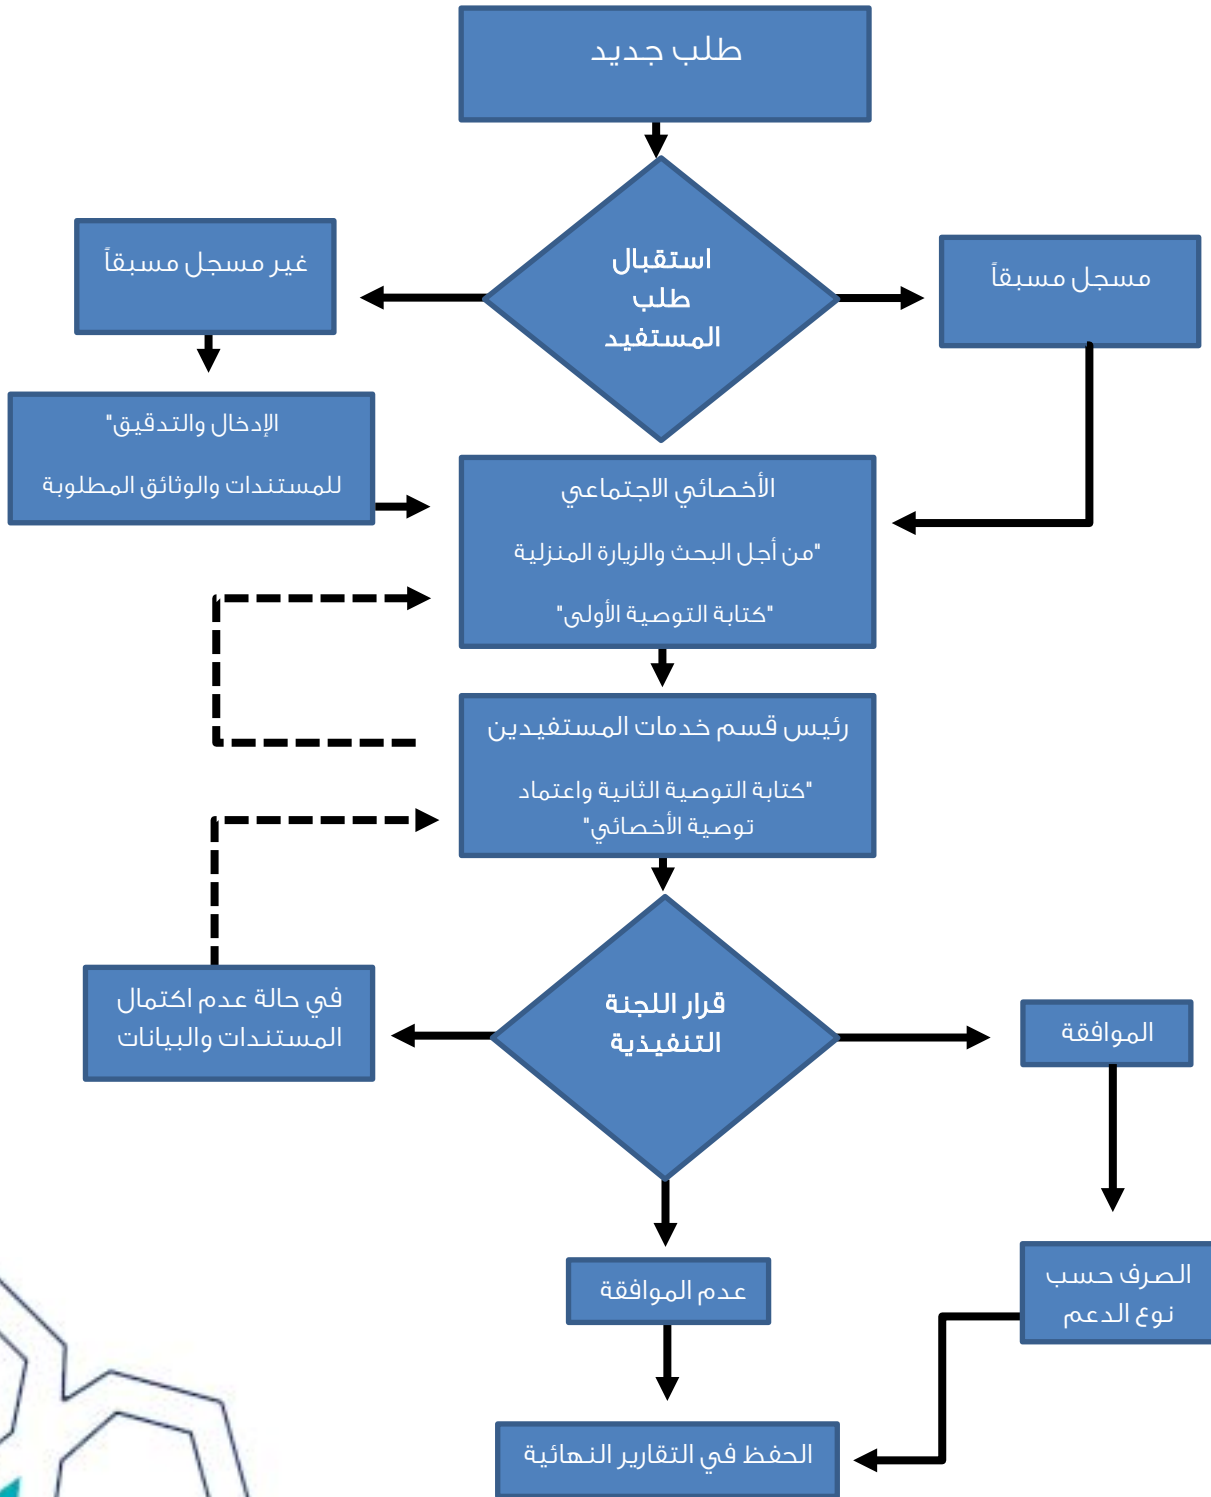 طلب جديد
استقبال
طلب
المستفيد
مسجل مسبقاً
غير مسجل مسبقاً
الإدخال والتدقيق"
للمستندات والوثائق المطلوبة
الأخصائي الاجتماعي
"من أجل البحث والزيارة المنزلية
"كتابة التوصية الأولى"
رئيس قسم خدمات المستفيدين
"كتابة التوصية الثانية واعتماد
توصية الأخصائي"
قرار اللجنة
التنفيذية
الموافقة
في حالة عدم اكتمال
المستندات والبيانات
الصرف حسب
نوع الدعم
عدم الموافقة
الحفظ في التقارير النهائية